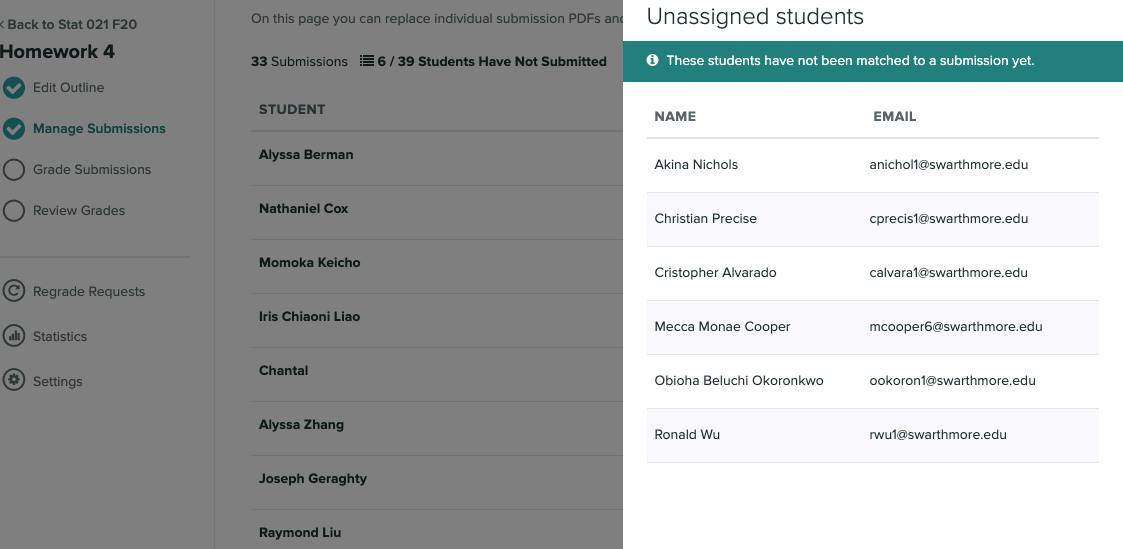 < Back to Stat 021 F20
Homework 4
Edit Outline
Manage Submissions
Grade Submissions
Review Grades
Regrade Requests
Statistics
Settings
On this page you can replace individual submission PDFs and
33 Submissions 6 / 39 Students Have Not Submitted
STUDENT
Alyssa Berman
Nathaniel Cox
Momoka Keicho
Iris Chiaoni Liao
Chantal
Alyssa Zhang
Joseph Geraghty
Raymond Liu
Unassigned students
These students have not been matched to a submission yet.
NAME EMAIL
Akina Nichols anichol1@swarthmore.edu
Christian Precise cprecis1@swarthmore.edu
Cristopher Alvarado calvara1@swarthmore.edu
Mecca Monae Cooper mcooper6@swarthmore.edu
Obioha Beluchi Okoronkwo ookoron1@swarthmore.edu
Ronald Wu rwu1@swarthmore.edu